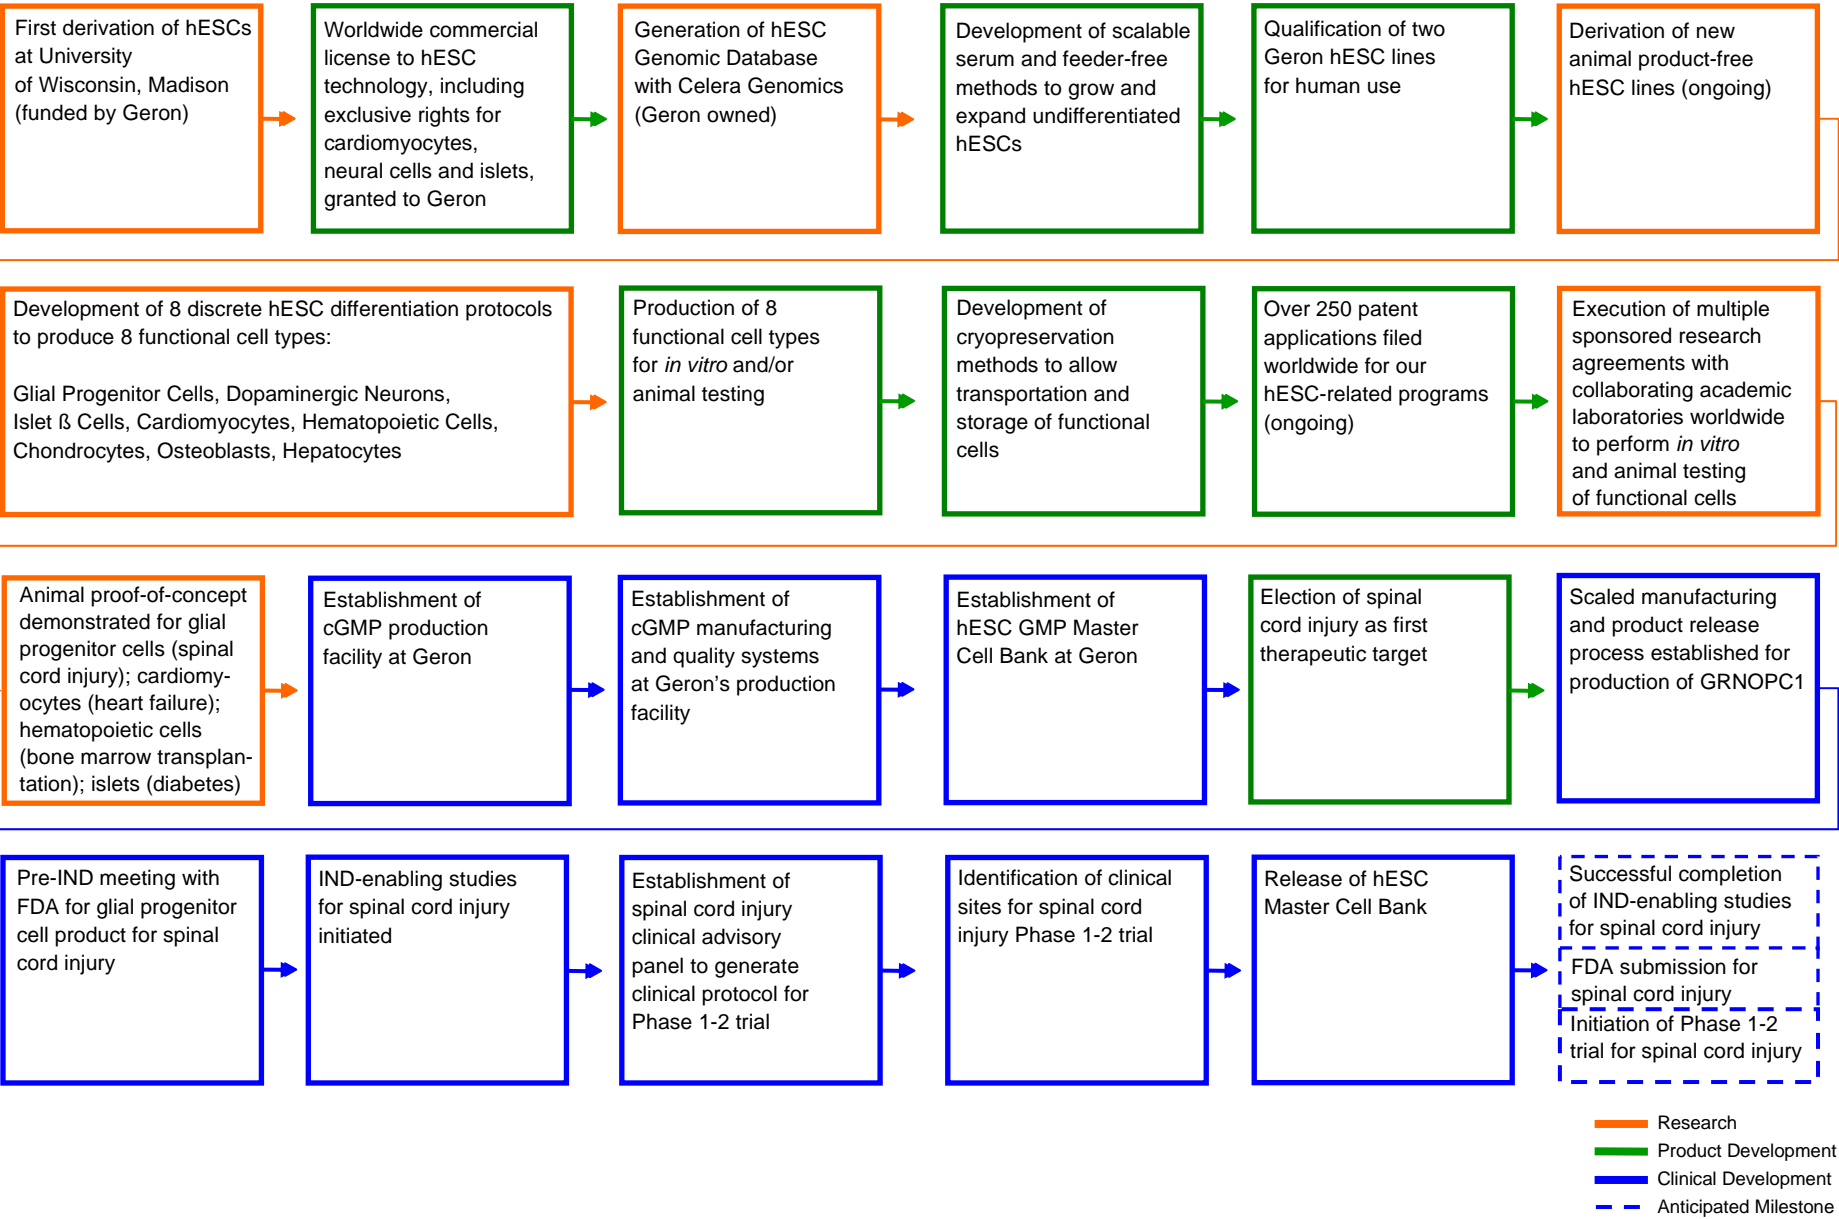 First derivation of hESCs
at University
of Wisconsin, Madison
(funded by Geron)
Worldwide commercial
license to hESC
technology, including
exclusive rights for
cardiomyocytes,
neural cells and islets,
granted to Geron
Generation of hESC
Genomic Database
with Celera Genomics
(Geron owned)
Development of scalable
serum and feeder-free
methods to grow and
expand undifferentiated
hESCs
Qualification of two
Geron hESC lines
for human use
Derivation of new
animal product-free
hESC lines (ongoing)
Development of 8 discrete hESC differentiation protocols
to produce 8 functional cell types:
Glial Progenitor Cells, Dopaminergic Neurons,
Islet ß Cells, Cardiomyocytes, Hematopoietic Cells,
Chondrocytes, Osteoblasts, Hepatocytes
Production of 8
functional cell types
for in vitro and/or
animal testing
Development of
cryopreservation
methods to allow
transportation and
storage of functional
cells
Over 250 patent
applications filed
worldwide for our
hESC-related programs
(ongoing)
Execution of multiple
sponsored research
agreements with
collaborating academic
laboratories worldwide
to perform in vitro
and animal testing
of functional cells
Animal proof-of-concept
demonstrated for glial
progenitor cells (spinal
cord injury); cardiomy-
ocytes (heart failure);
hematopoietic cells
(bone marrow transplan-
tation); islets (diabetes)
Establishment of
cGMP production
facility at Geron
Establishment of
cGMP manufacturing
and quality systems
at Geron’s production
facility
Establishment of
hESC GMP Master
Cell Bank at Geron
Election of spinal
cord injury as first
therapeutic target
Scaled manufacturing
and product release
process established for
production of GRNOPC1
Pre-IND meeting with
FDA for glial progenitor
cell product for spinal
cord injury
IND-enabling studies
for spinal cord injury
initiated
Establishment of
spinal cord injury
clinical advisory
panel to generate
clinical protocol for
Phase 1-2 trial
Identification of clinical
sites for spinal cord
injury Phase 1-2 trial
Release of hESC
Master Cell Bank
Successful completion
of IND-enabling studies
for spinal cord injury
FDA submission for
spinal cord injury
Initiation of Phase 1-2
trial for spinal cord injury
Research
Product Development
Clinical Development
Anticipated Milestone